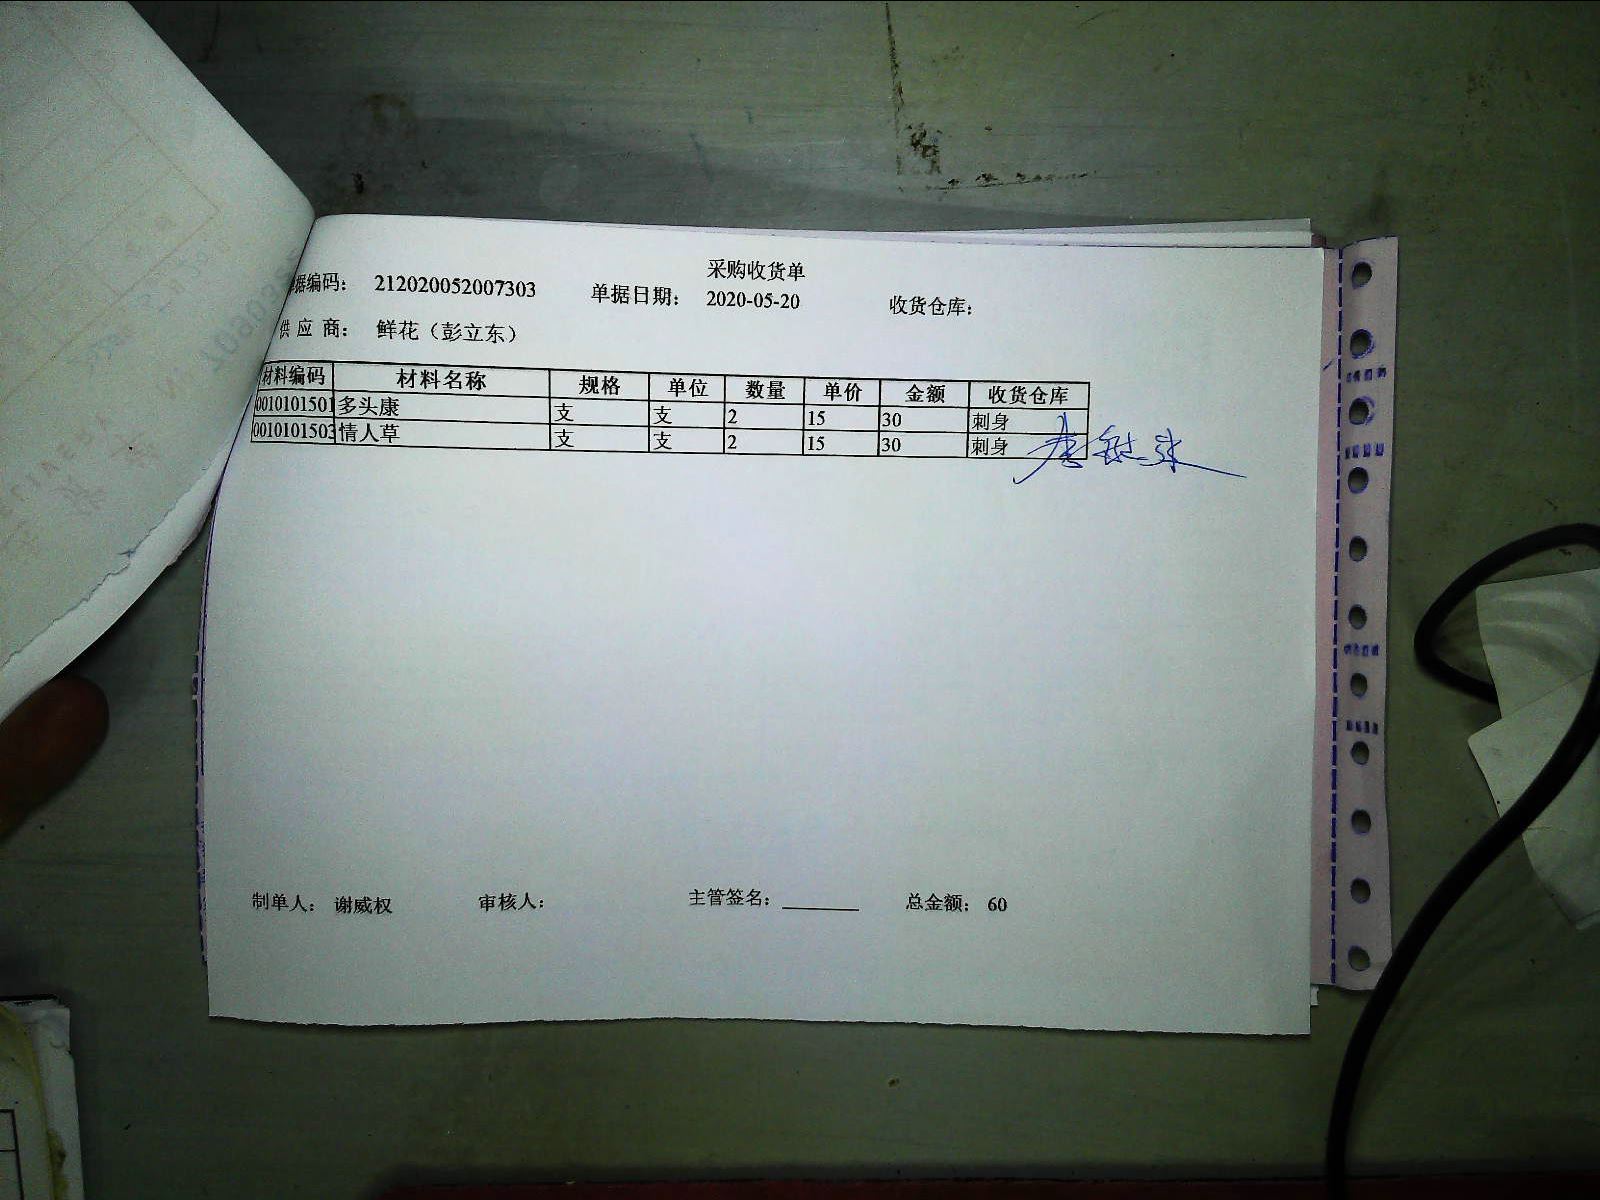 采购收货单
单据编码： 212020052007303 单据日期： 2020-05-20 收货仓库：
供 应 商： 鲜花（彭立东）
材料编码 材料名称 规格 单位 数量 单价 金额 收货仓库
0010101501 多头康 支 支 2 15 30 刺身
0010101503 情人草 支 支 2 15 30 刺身
制单人： 谢威权 审核人： 主管签名：_______ 总金额： 60